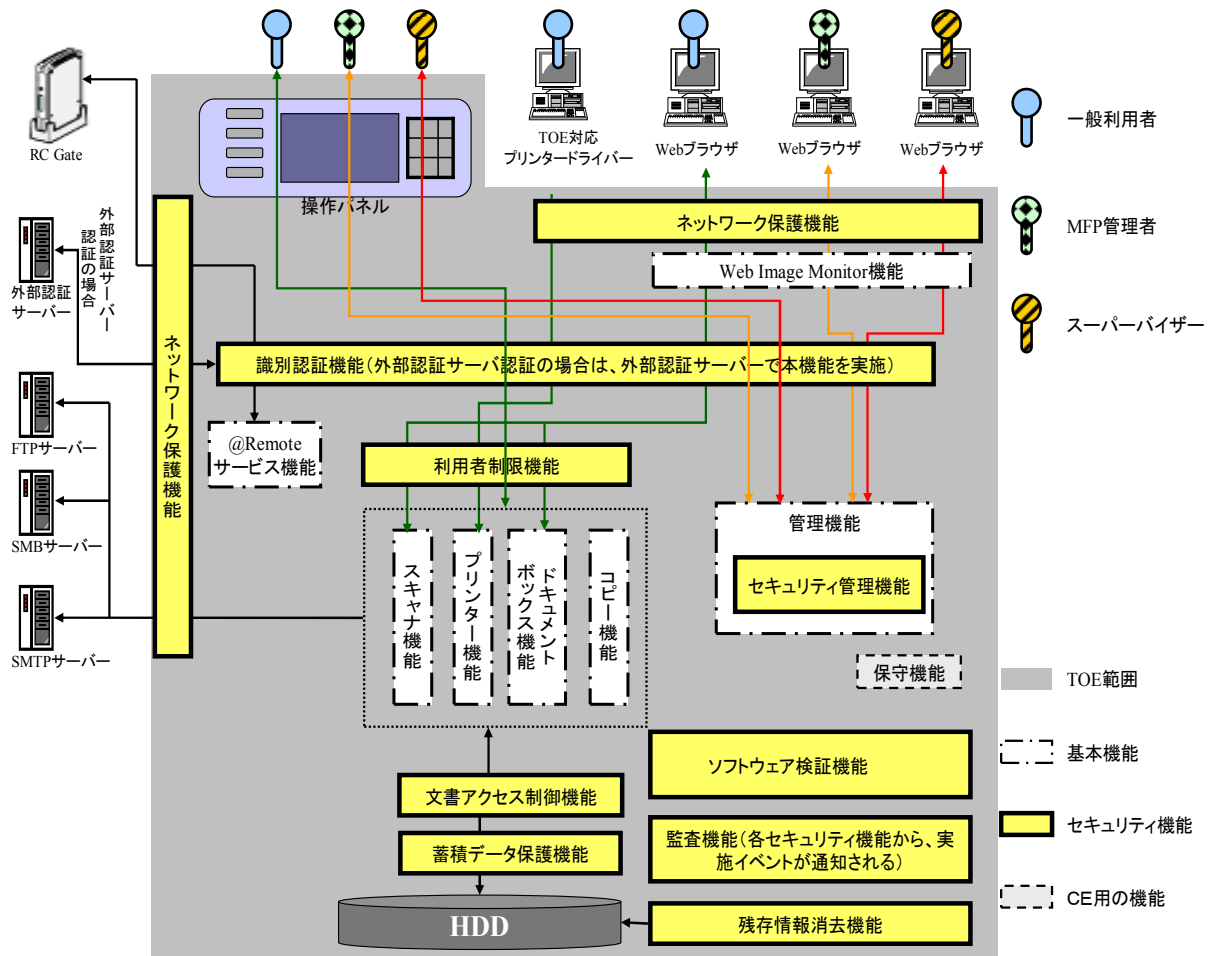 RC Gate
TOE対応
プリンタードライバー
Webブラウザ
Webブラウザ
Webブラウザ
一般利用者
操作パネル
ネットワーク保護機能
MFP管理者
外部認証サーバー
認証の場合
外部認証
サーバー
Web Image Monitor機能
スーパーバイザー
ネットワーク保護機能
識別認証機能(外部認証サーバ認証の場合は、外部認証サーバーで本機能を実施)
FTPサーバー
@Remote
サービス機能
利用者制限機能
SMBサーバー
管理機能
セキュリティ管理機能
スキャナ機能
プリンター機能
ドキュメント
ボックス機能
コピー機能
SMTPサーバー
保守機能
TOE範囲
基本機能
ソフトウェア検証機能
文書アクセス制御機能
セキュリティ機能
蓄積データ保護機能
監査機能(各セキュリティ機能から、実
施イベントが通知される)
CE用の機能
HDD
残存情報消去機能